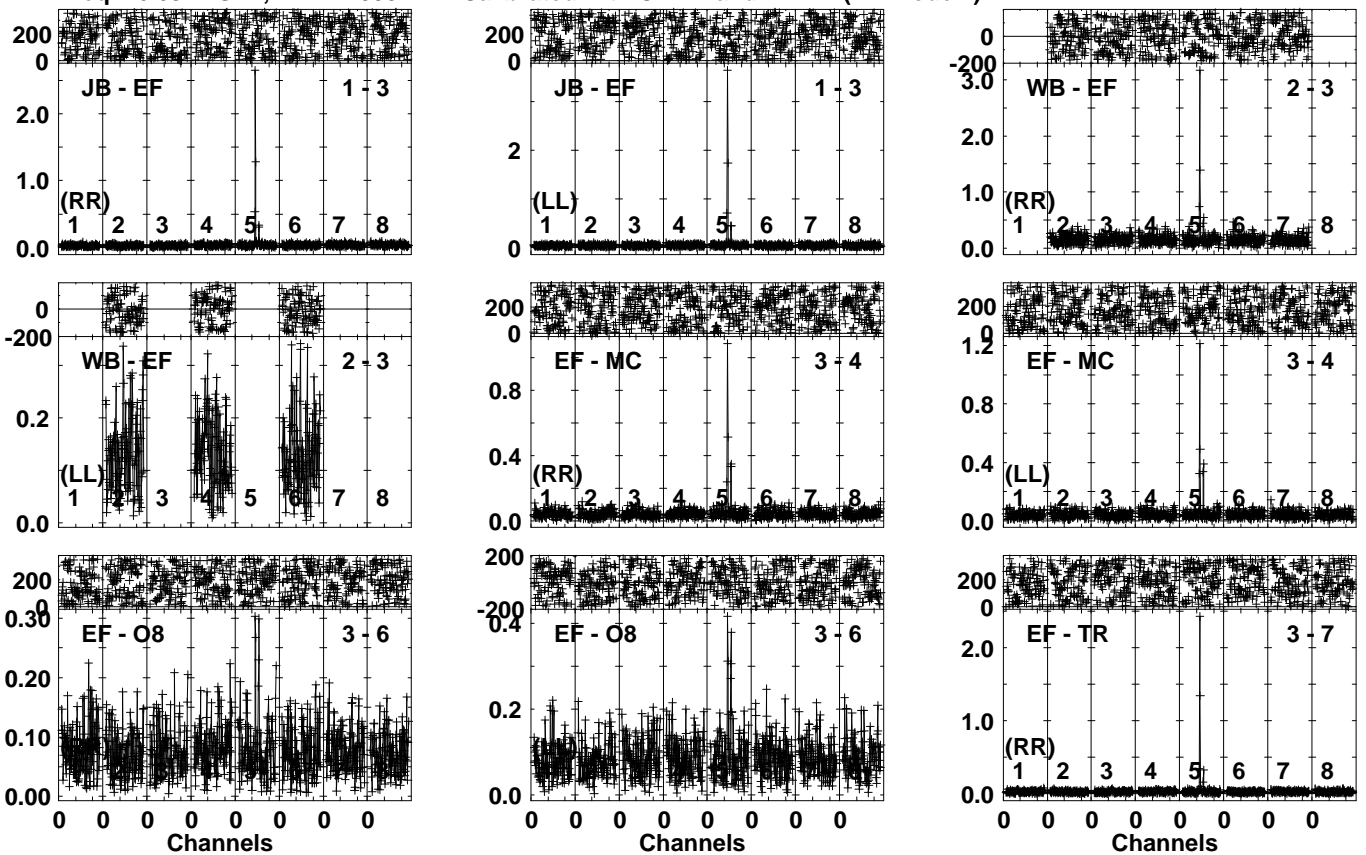 200
0
JB - EF 1 - 3
2.0
1.0
(RR)
1 2 3 4 5 6 7 8
0.0
200
0
JB - EF 1 - 3
2
(LL)
1 2 3 4 5 6 7 8
0
0
-200
3.0
WB - EF 2 - 3
2.0
1.0
(RR)
1 2 3 4 5 6 7 8
0.0
0
-200
WB - EF 2 - 3
0.2
(LL)
1 2 3 4 5 6 7 8
0.0
200
0
EF - MC 3 - 4
0.8
0.4
(RR)
1 2 3 4 5 6 7 8
0.0
200
0
1.2
EF - MC 3 - 4
0.8
0.4
(LL)
1 2 3 4 5 6 7 8
0.0
200
0
0.30
EF - O8 3 - 6
0.20
0.10
0.00
0 0 0 0 0 0 0 0
Channels
200
-200
0.4
EF - O8 3 - 6
0.2
0.0
0 0 0 0 0 0 0 0
Channels
200
0
EF - TR 3 - 7
2.0
1.0
(RR)
1 2 3 4 5 6 7 8
0.0
0 0 0 0 0 0 0 0
Channels